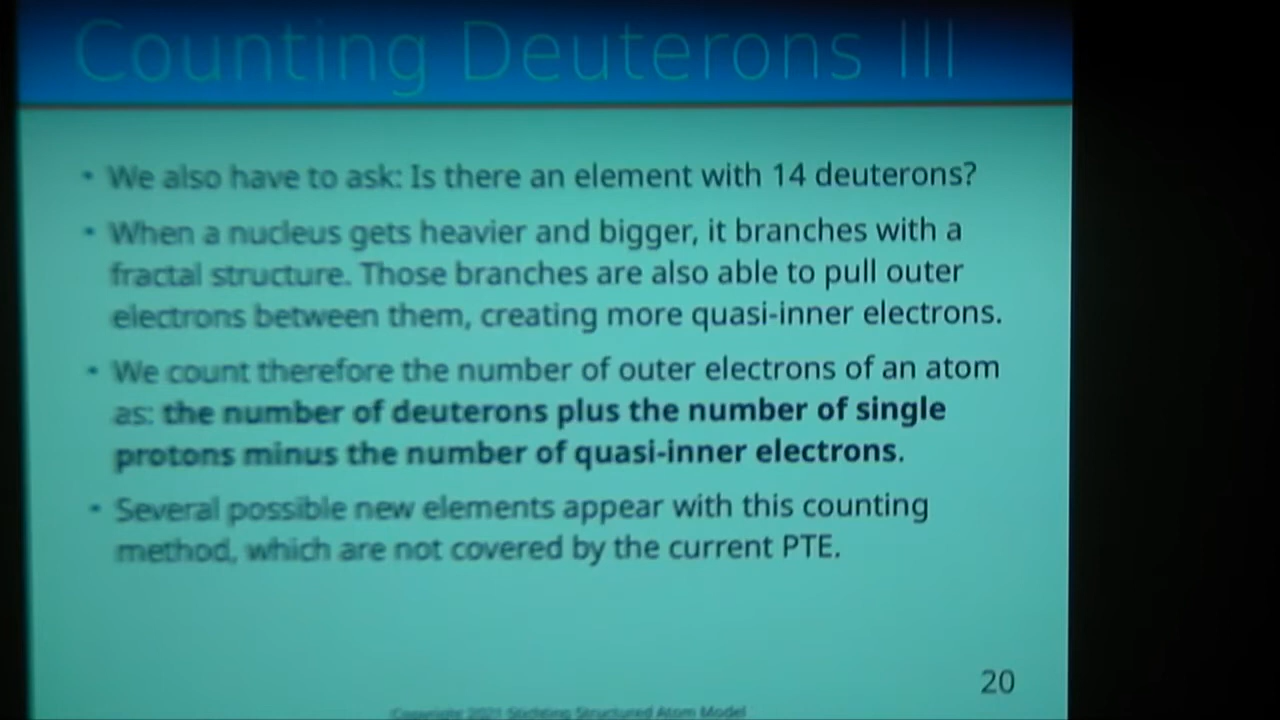 Counting Deuterons III
• We also have to ask: Is there an element with 14 deuterons?
• When a nucleus gets heavier and bigger, it branches with a
fractal structure. Those branches are also able to pull outer
electrons between them, creating more quasi-inner electrons.
• We count therefore the number of outer electrons of an atom
as: the number of deuterons plus the number of single
protons minus the number of quasi-inner electrons.
• Several possible new elements appear with this counting
method, which are not covered by the current PTE.
20
Copyright 2021 Stichting Structured Atom Model